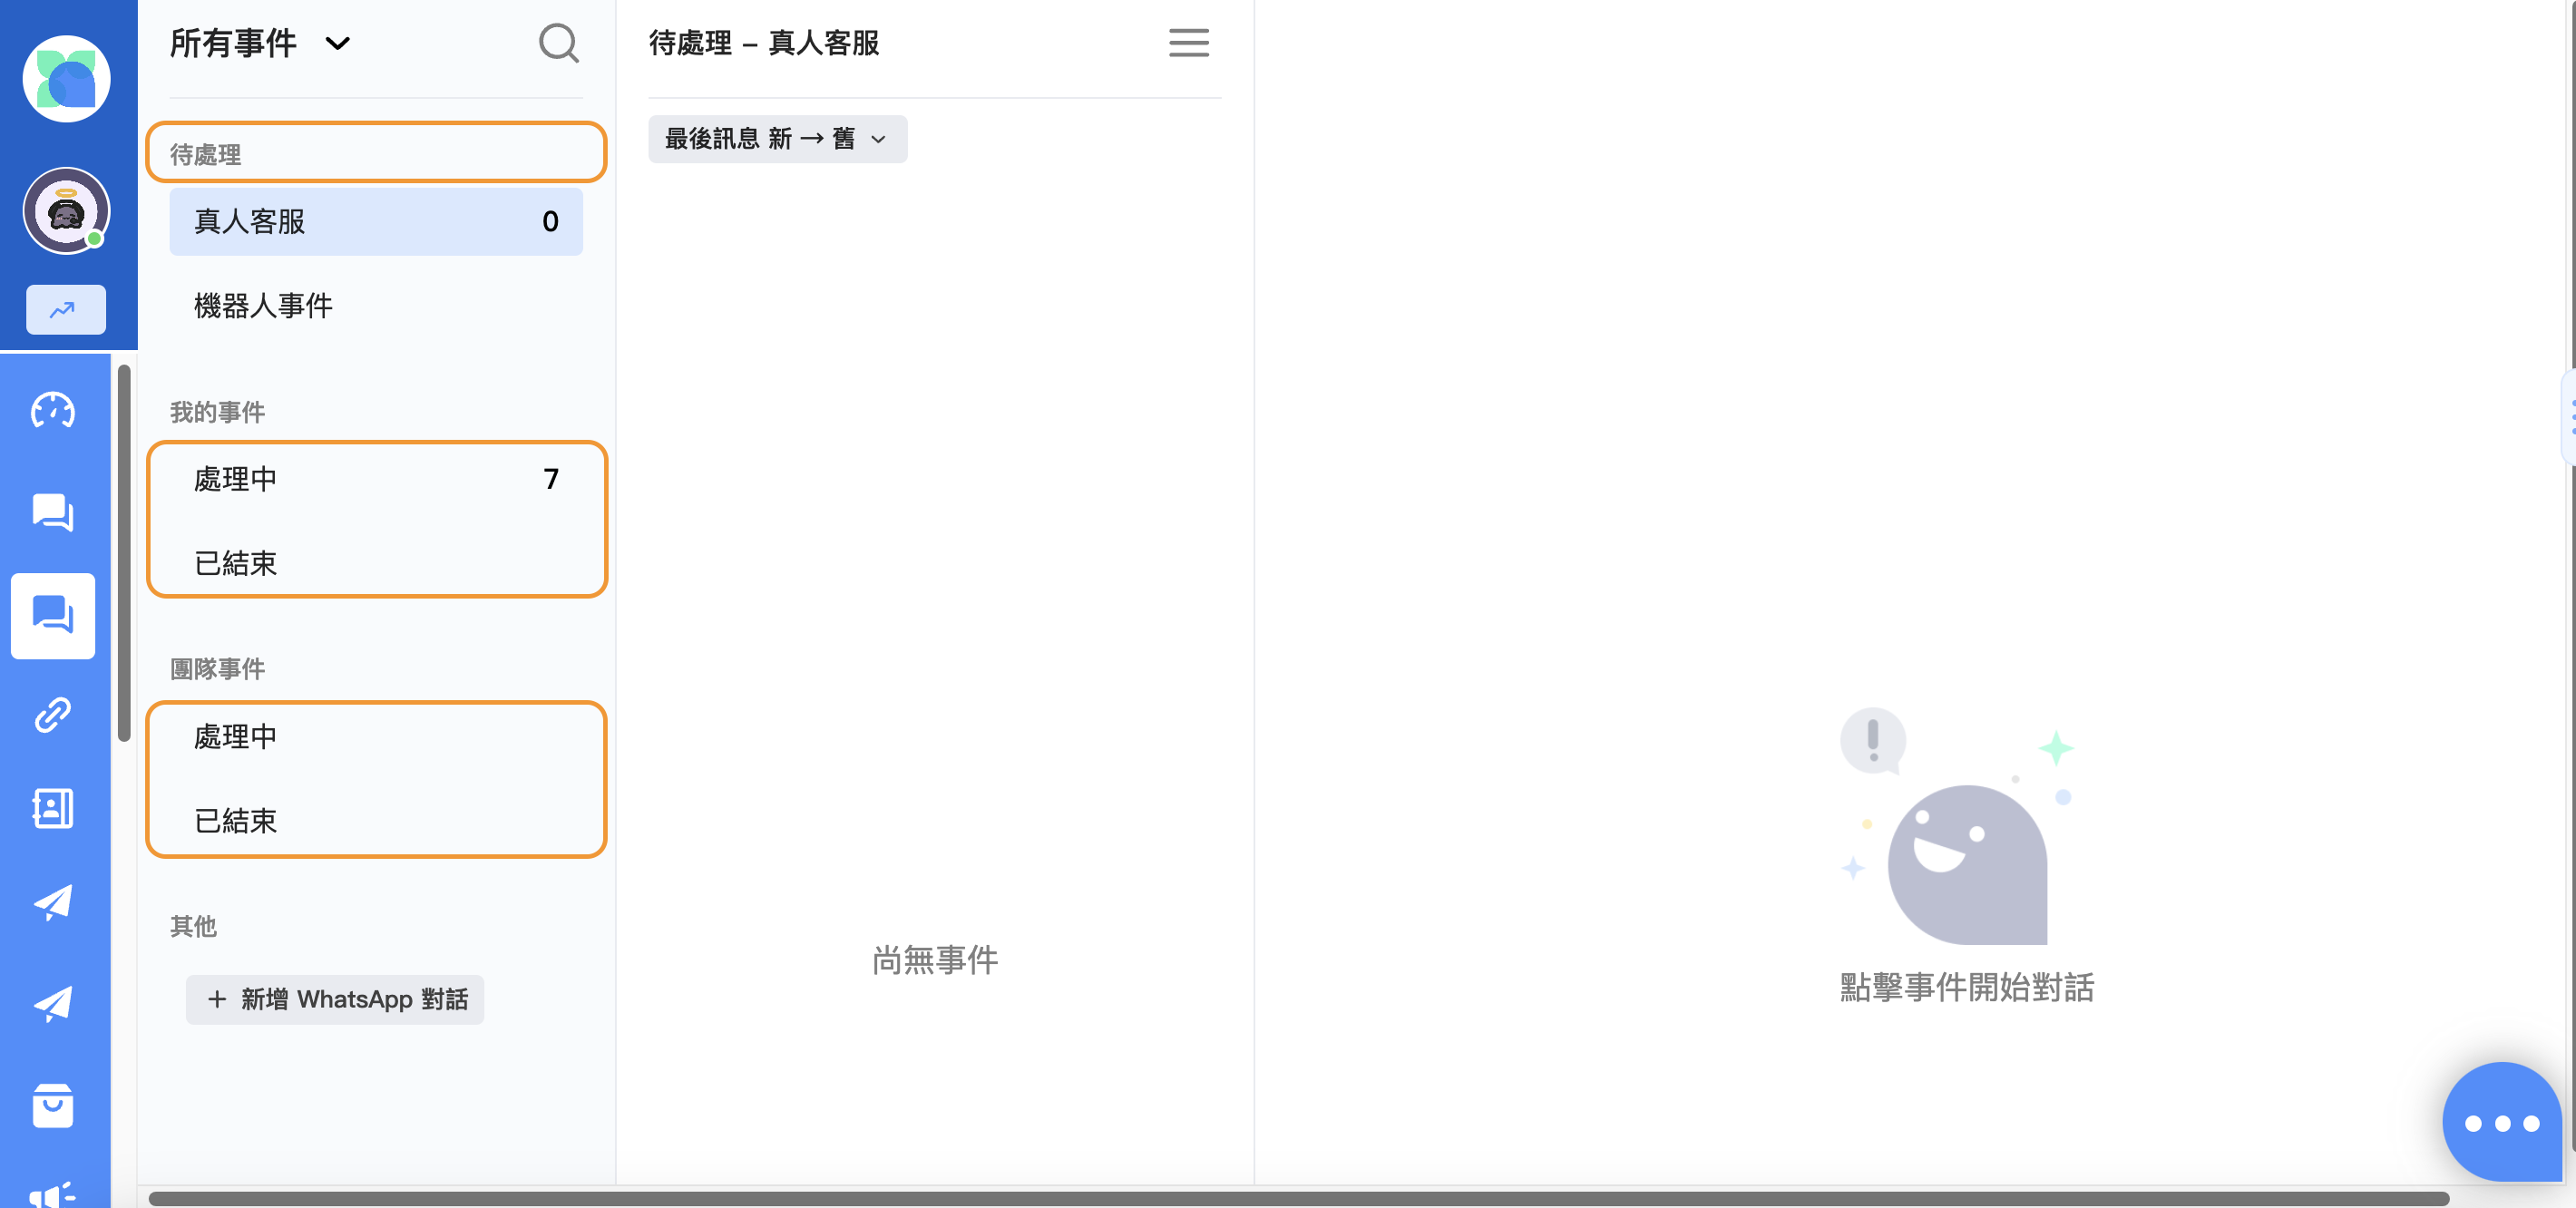 所有事件
待處理
真人客服 0
機器人事件
我的事件
處理中 7
已結束
團隊事件
處理中
已結束
其他
+ 新增 WhatsApp 對話
待處理 – 真人客服
最後訊息 新 → 舊
尚無事件
點擊事件開始對話